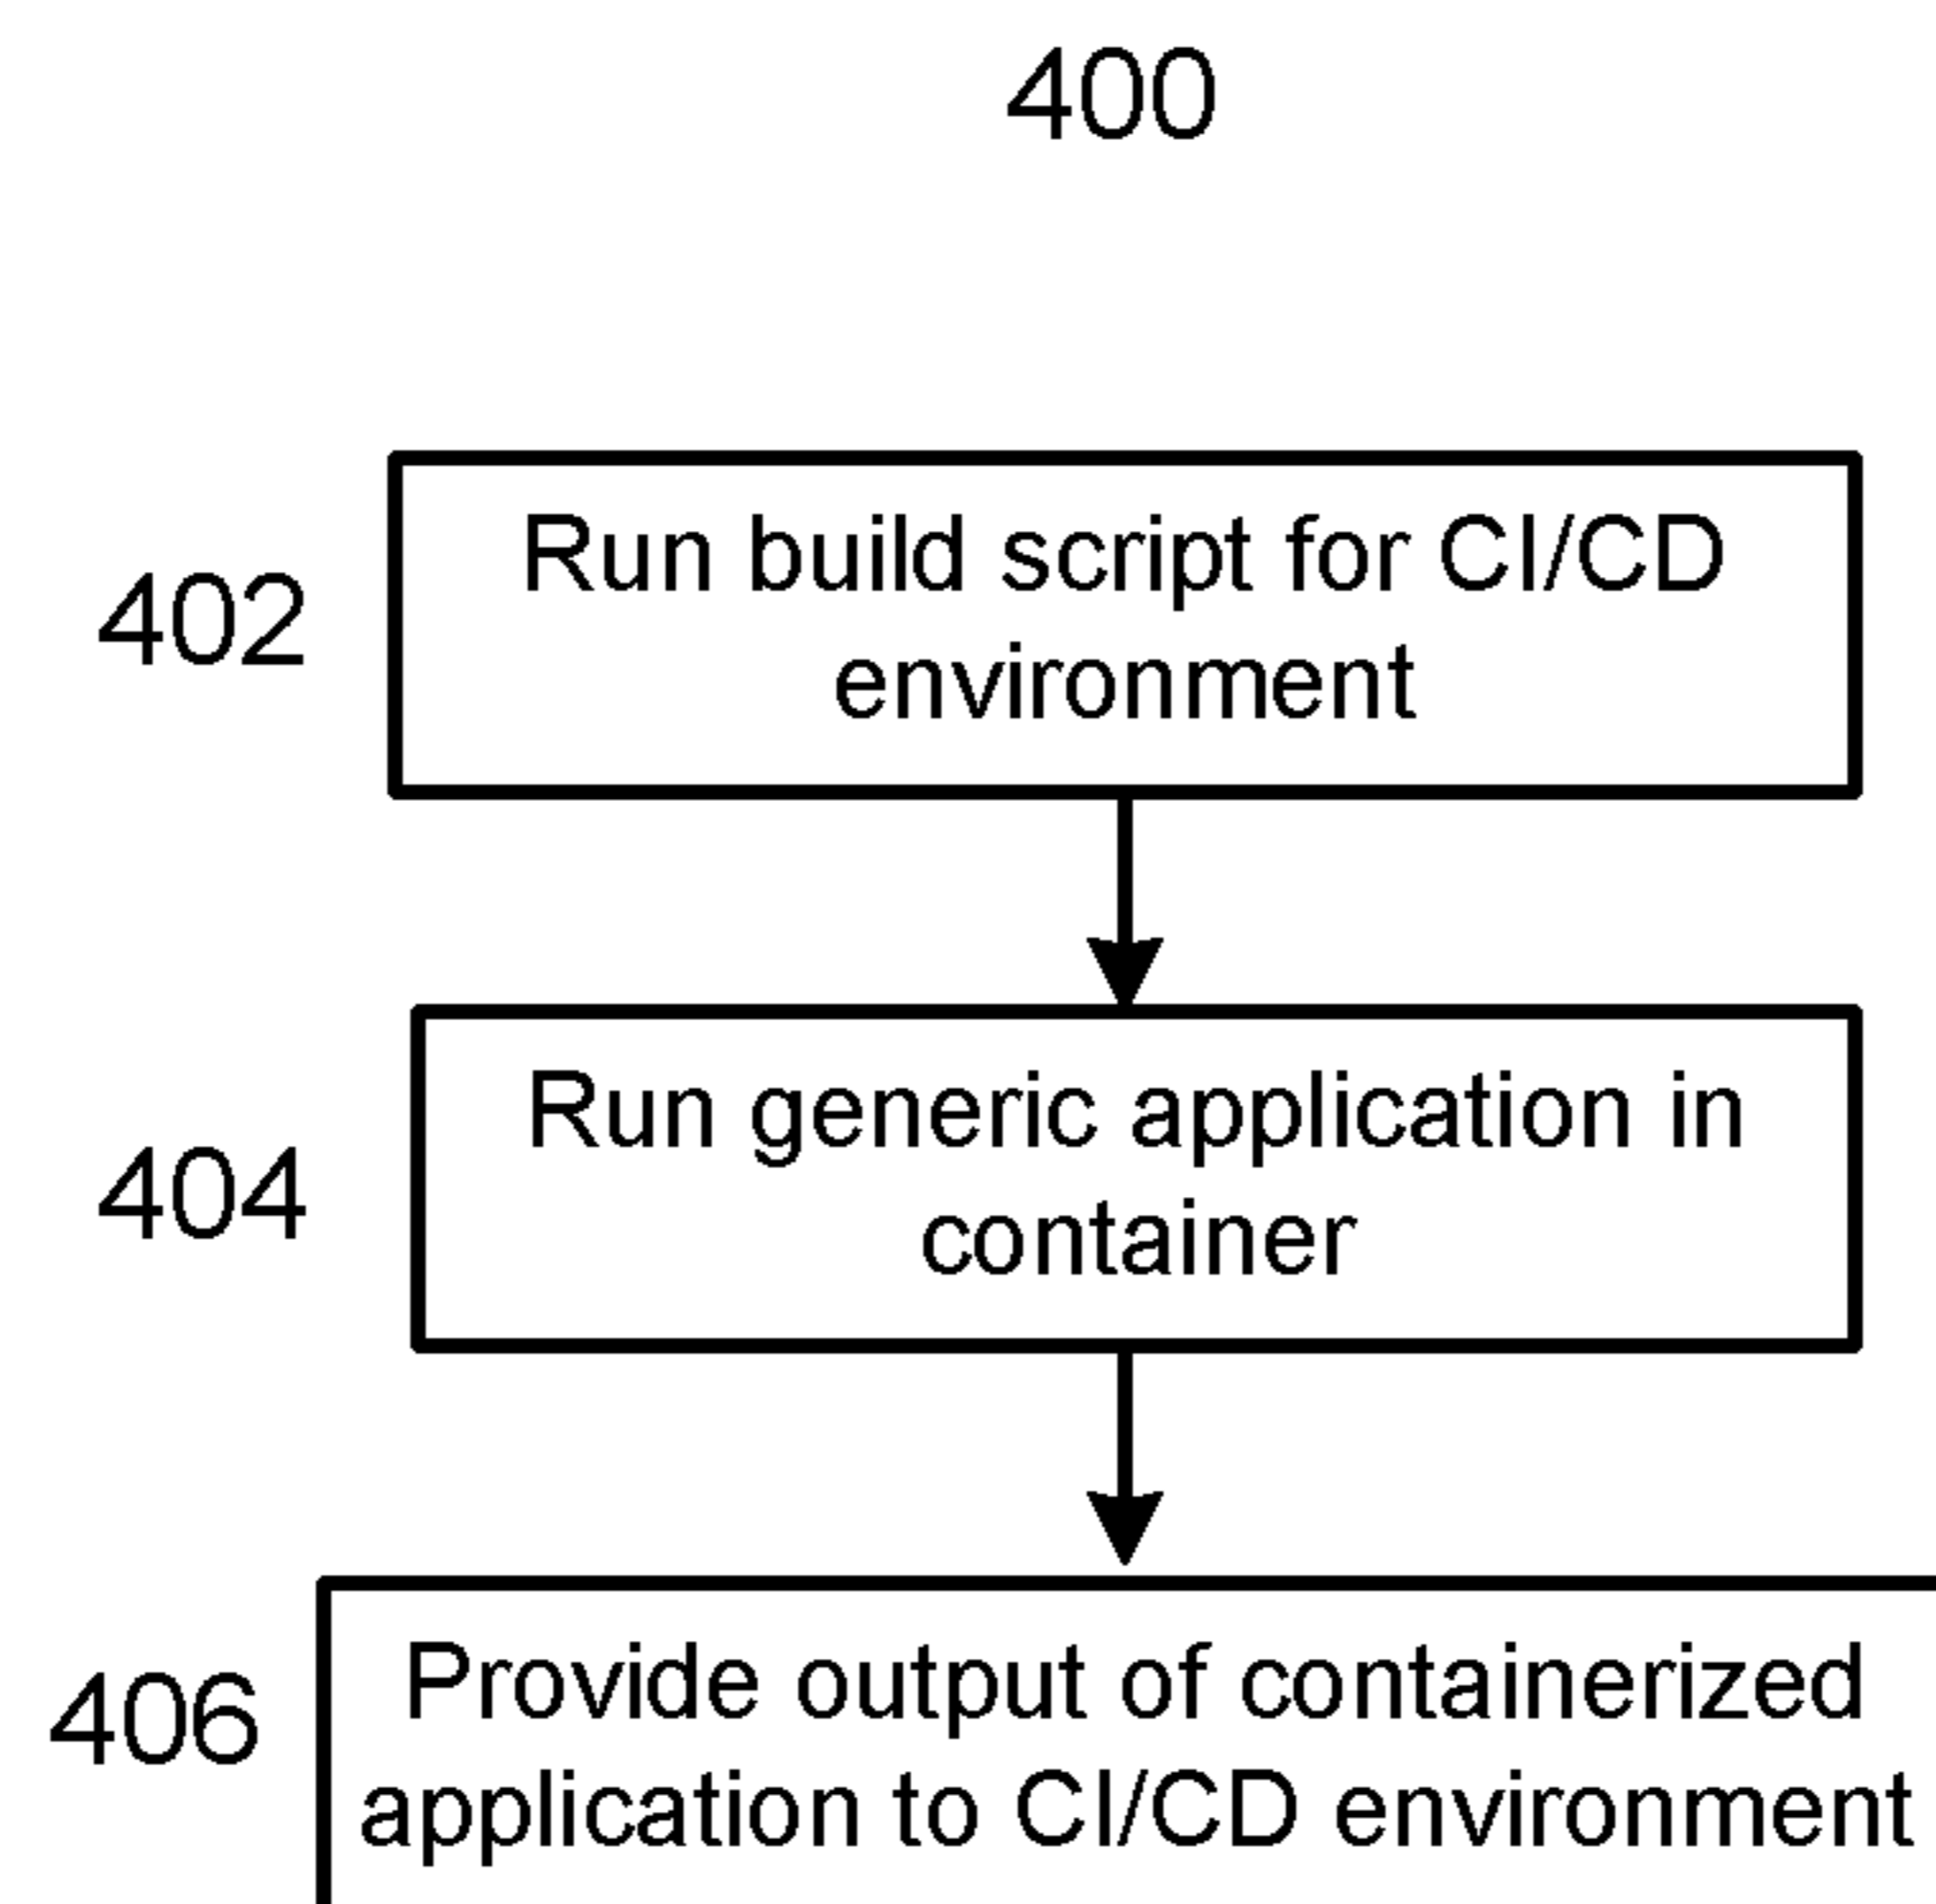 400
402
Run build script for CI/CD
environment
404
Run generic application in
container
406
Provide output of containerized
application to CI/CD environment